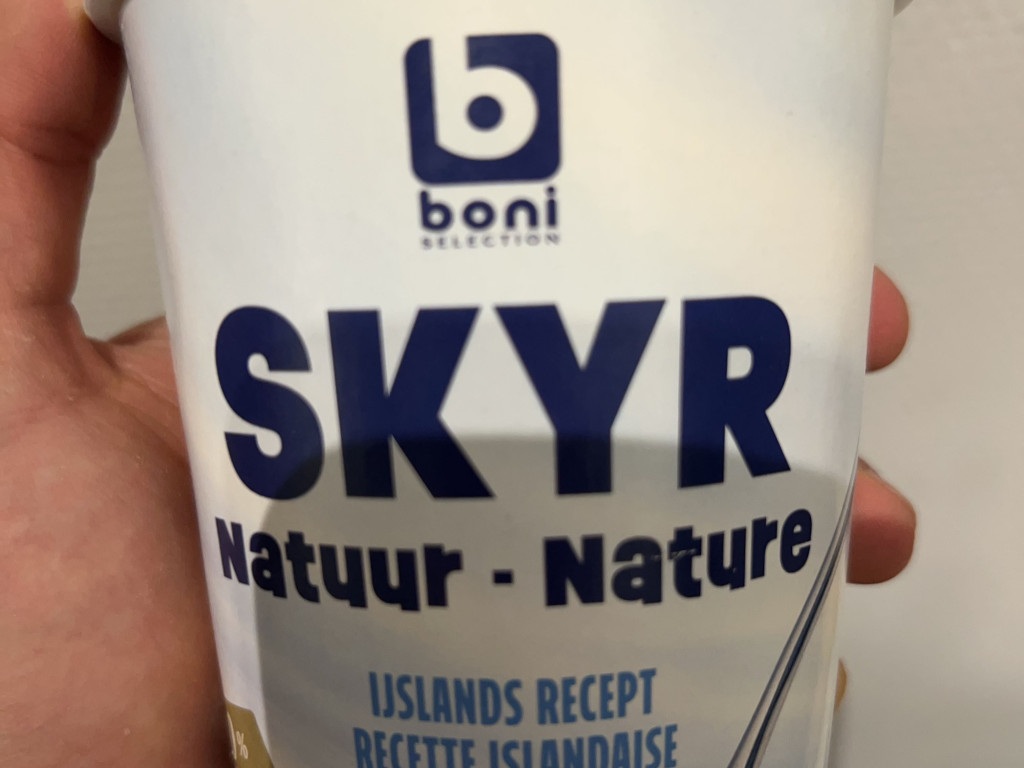 b
boni
SELECTION
SKYR
Natuur - Nature
IJSLANDS RECEPT
RECETTE ISLANDAISE
%